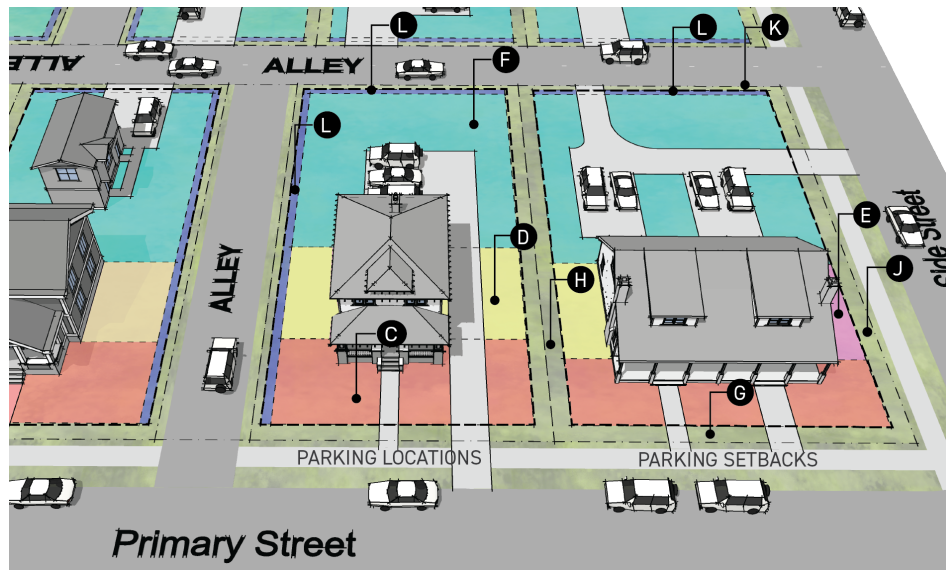 L
L
K
ALLEY
ALLEY
F
L
D
E
ALLEY
H
J
Side Street
C
G
PARKING LOCATIONS
PARKING SETBACKS
Primary Street